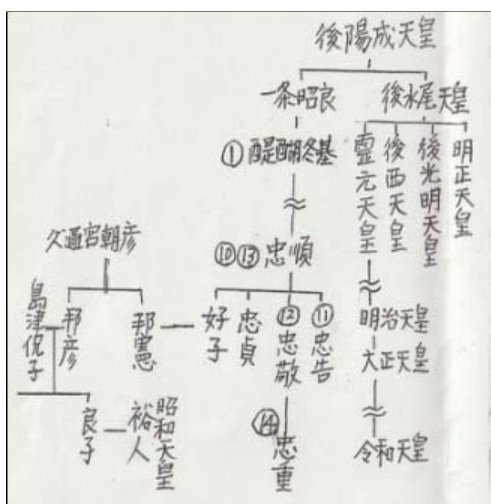 後陽成天皇
一条昭良
後水尾天皇
①醍醐冬基
霊元天皇
後西天皇
後光明天皇
明正天皇
久邇宮朝彦
⑩⑬忠順
島津俔子
邦彦
邦憲
好子
忠貞
⑫忠敬
⑪忠告
明治天皇
大正天皇
良子
裕人
昭和天皇
⑭忠重
令和天皇